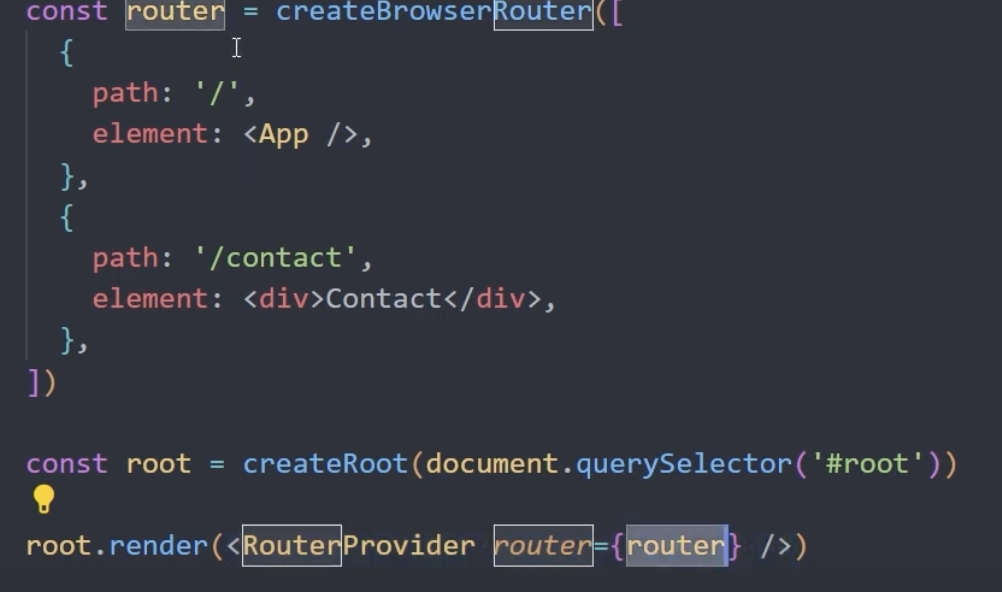 const router = createBrowserRouter([
  {
    path: '/',
    element: <App />,
  },
  {
    path: '/contact',
    element: <div>Contact</div>,
  },
])
const root = createRoot(document.querySelector('#root'))
root.render(<RouterProvider router={router} />)